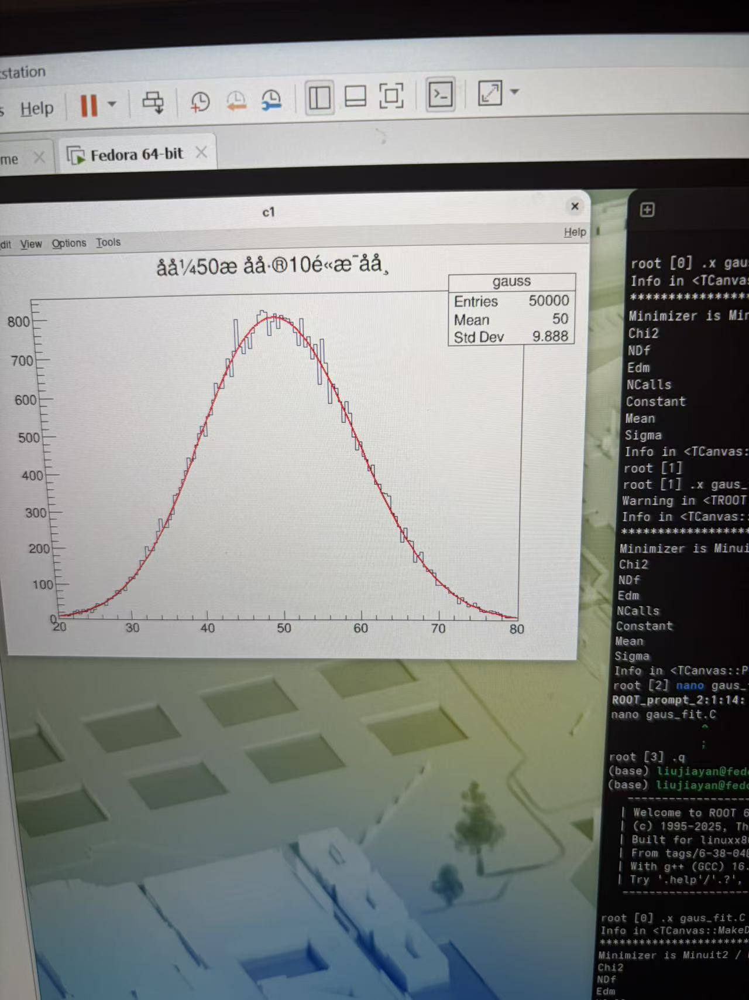 station
s Help
me
Fedora 64-bit
c1
dit View Options Tools
Help
åå¼50æ åå·®10é«æ¯åå¸
gauss
Entries 50000
Mean 50
Std Dev 9.888
800
700
600
500
400
300
200
100
0
20 30 40 50 60 70 80
root [0] .x gau
Info in <TCanva
****************
Minimizer is Mi
Chi2
NDf
Edm
NCalls
Constant
Mean
Sigma
Info in <TCanvas:
root [1]
root [1] .x gaus_
Warning in <TROOT
Info in <TCanvas:
******************
Minimizer is Minui
Chi2
NDf
Edm
NCalls
Constant
Mean
Sigma
Info in <TCanvas::P
root [2] nano gaus_
ROOT_prompt_2:1:14:
nano gaus_fit.C
^
;
root [3] .q
(base) liujiayan@fed
(base) liujiayan@fed
--------------------
| Welcome to ROOT 6
| (c) 1995-2025, Th
| Built for linuxx8
| From tags/6-38-04
| With g++ (GCC) 16.
| Try '.help'/'.?',
--------------------
root [0] .x gaus_fit.C
Info in <TCanvas::MakeD
***********************
Minimizer is Minuit2 /
Chi2
NDf
Edm